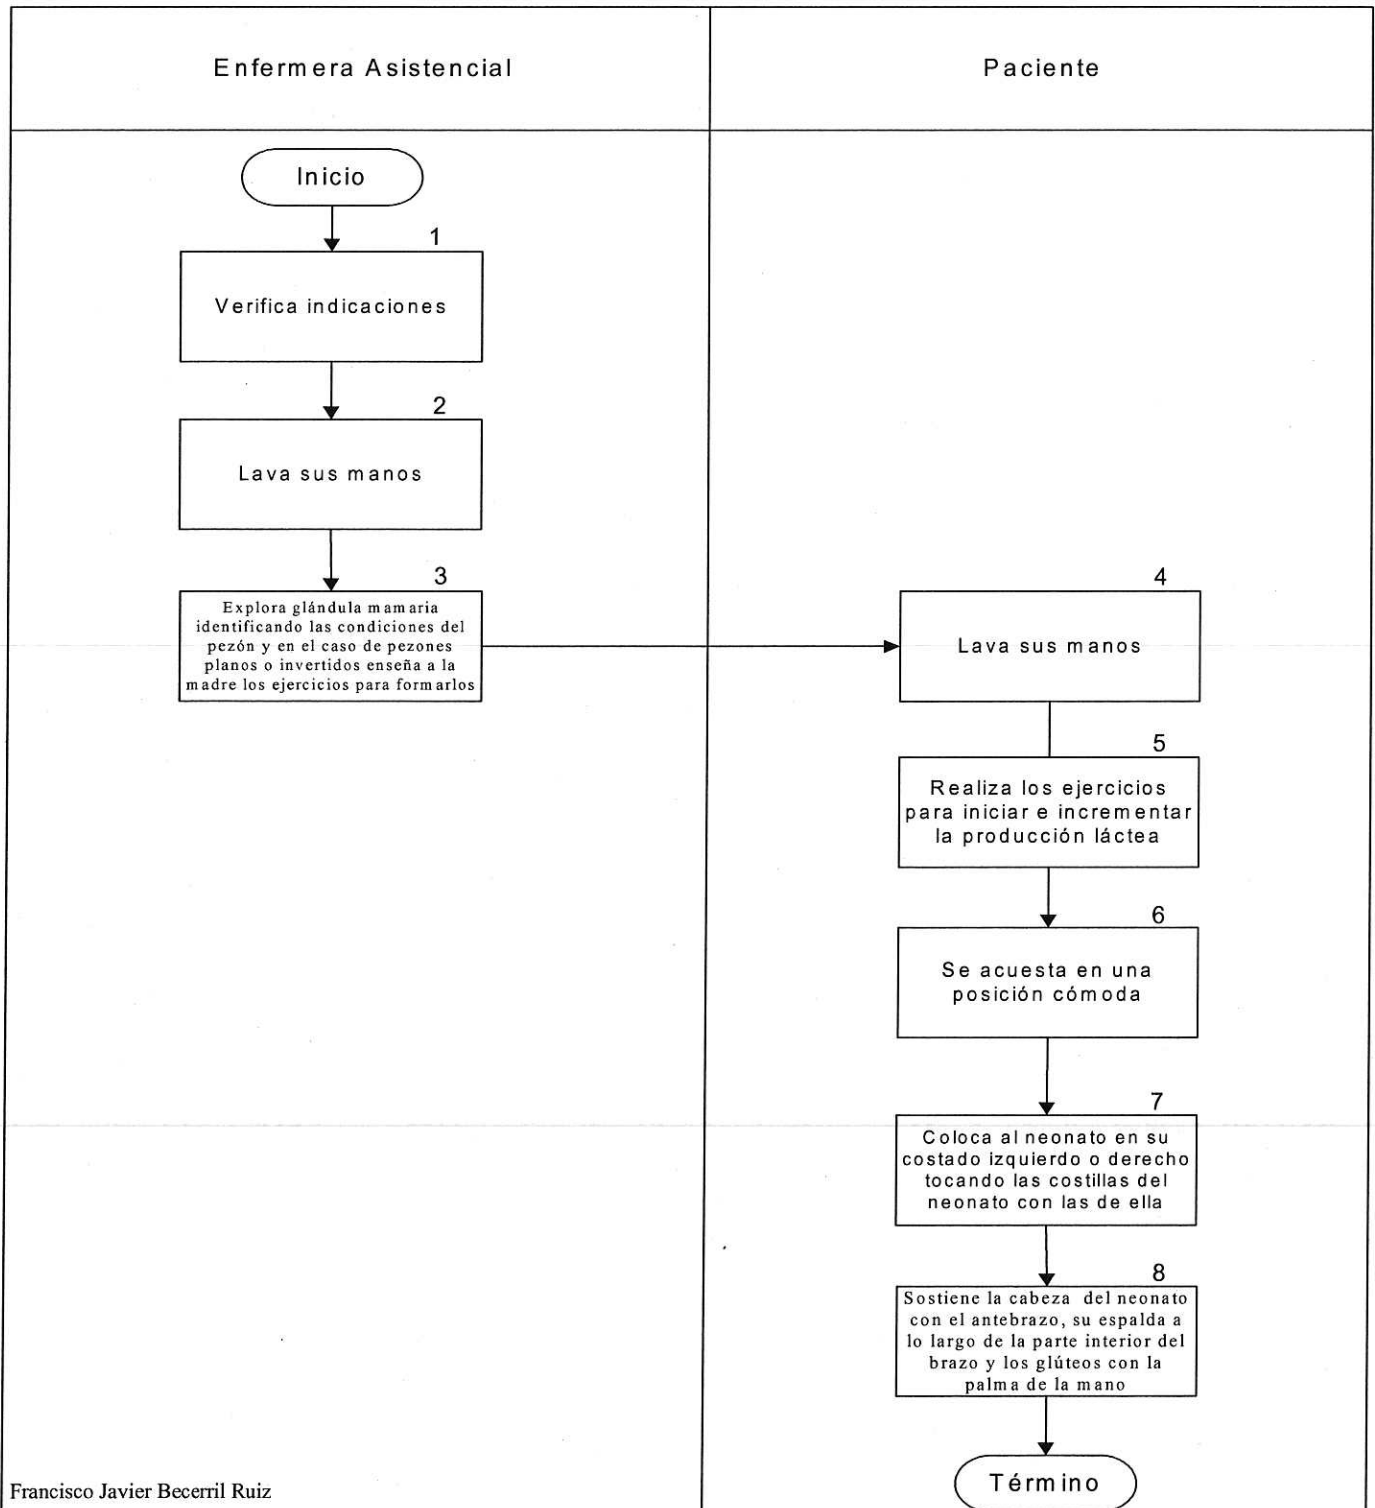 Enfermera Asistencial
Paciente
Inicio
1
Verifica indicaciones
2
Lava sus manos
3
Explora glándula mamaria
identificando las condiciones del
pezón y en el caso de pezones
planos o invertidos enseña a la
madre los ejercicios para formarlos
4
Lava sus manos
5
Realiza los ejercicios
para iniciar e incrementar
la producción láctea
6
Se acuesta en una
posición cómoda
7
Coloca al neonato en su
costado izquierdo o derecho
tocando las costillas del
neonato con las de ella
8
Sostiene la cabeza del neonato
con el antebrazo, su espalda a
lo largo de la parte interior del
brazo y los glúteos con la
palma de la mano
Término
Francisco Javier Becerril Ruiz